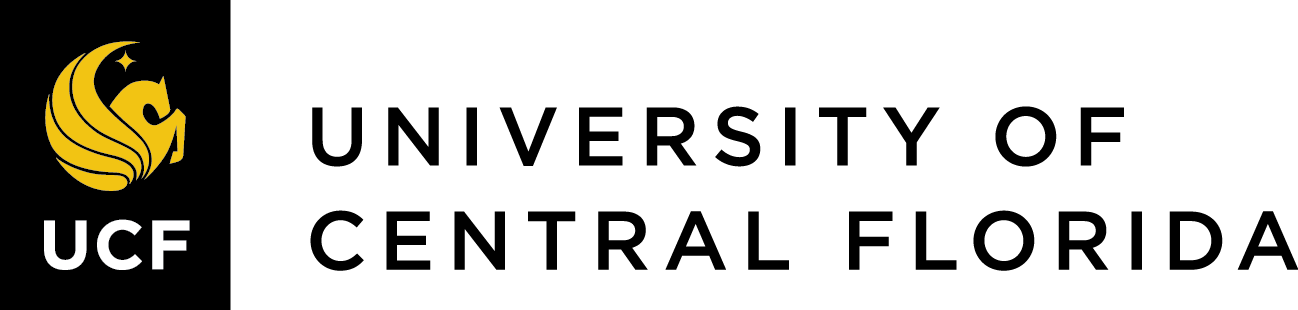 UCF
UNIVERSITY OF
CENTRAL FLORIDA